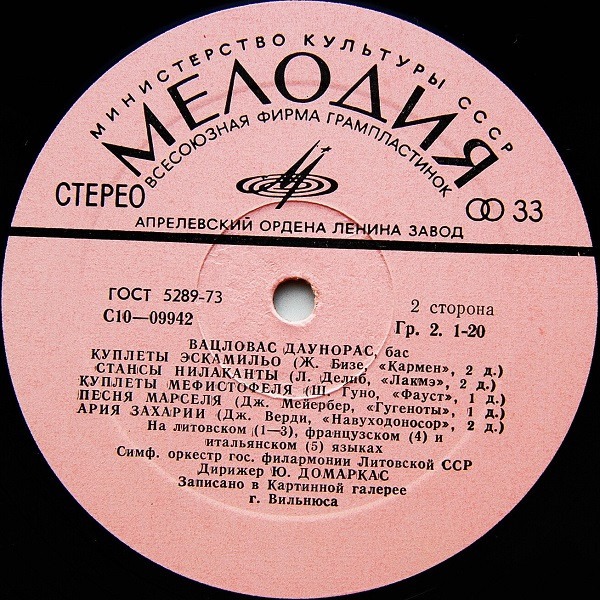 МИНИСТЕРСТВО КУЛЬТУРЫ СССР
МЕЛОДИЯ
ВСЕСОЮЗНАЯ ФИРМА ГРАМПЛАСТИНОК
СТЕРЕО
33
АПРЕЛЕВСКИЙ ОРДЕНА ЛЕНИНА ЗАВОД
ГОСТ 5289-73
С10—09942
2 сторона
Гр. 2. 1-20
ВАЦЛОВАС ДАУНОРАС, бас
КУПЛЕТЫ ЭСКАМИЛЬО (Ж. Бизе, «Кармен», 2 д.)
СТАНСЫ НИЛАКАНТЫ (Л. Делиб, «Лакмэ», 2 д.)
КУПЛЕТЫ МЕФИСТОФЕЛЯ (Ш. Гуно, «Фауст», 1 д.)
ПЕСНЯ МАРСЕЛЯ (Дж. Мейербер, «Гугеноты», 1 д.)
АРИЯ ЗАХАРИИ (Дж. Верди, «Навуходоносор», 2 д.)
На литовском (1—3), французском (4) и
итальянском (5) языках
Симф. оркестр гос. филармонии Литовской ССР
Дирижер Ю. ДОМАРКАС
Записано в Картинной галерее
г. Вильнюса